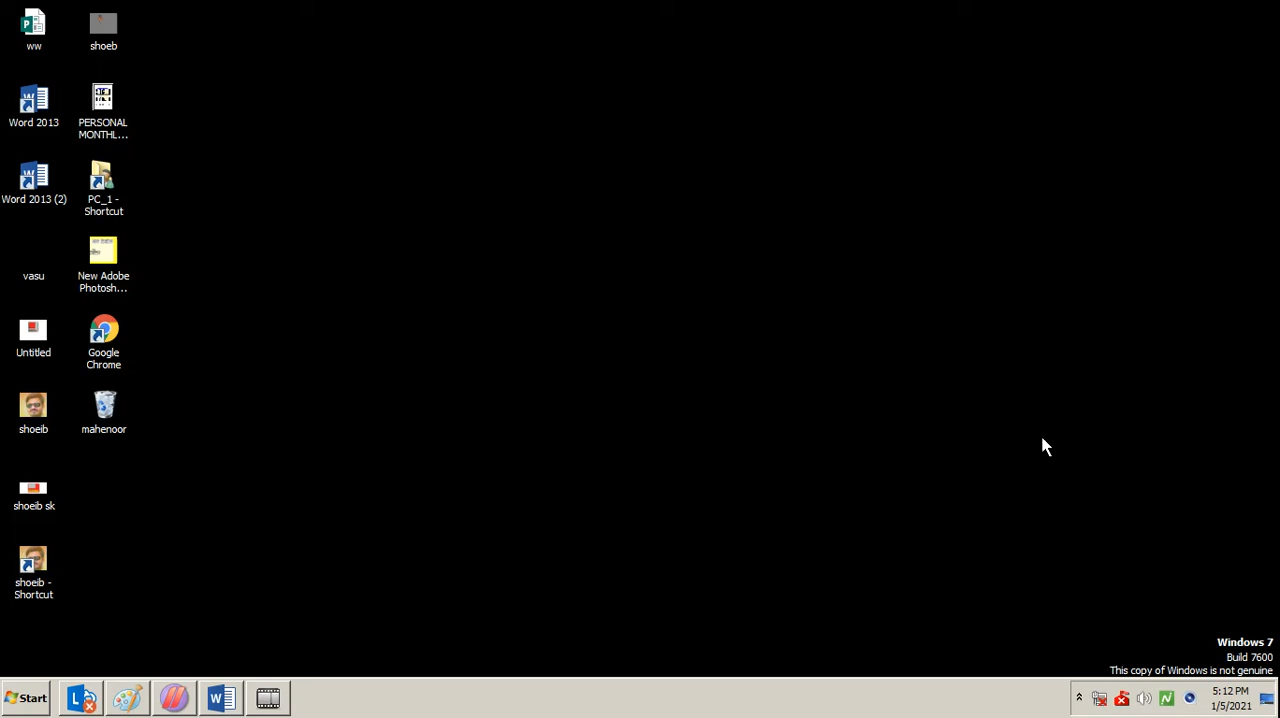 ww
shoeb
Word 2013
PERSONAL
MONTHL...
Word 2013 (2)
PC_1 -
Shortcut
vasu
New Adobe
Photosh...
Untitled
Google
Chrome
shoeib
mahenoor
shoeib sk
shoeib -
Shortcut
Windows 7
Build 7600
This copy of Windows is not genuine
Start
5:12 PM
1/5/2021